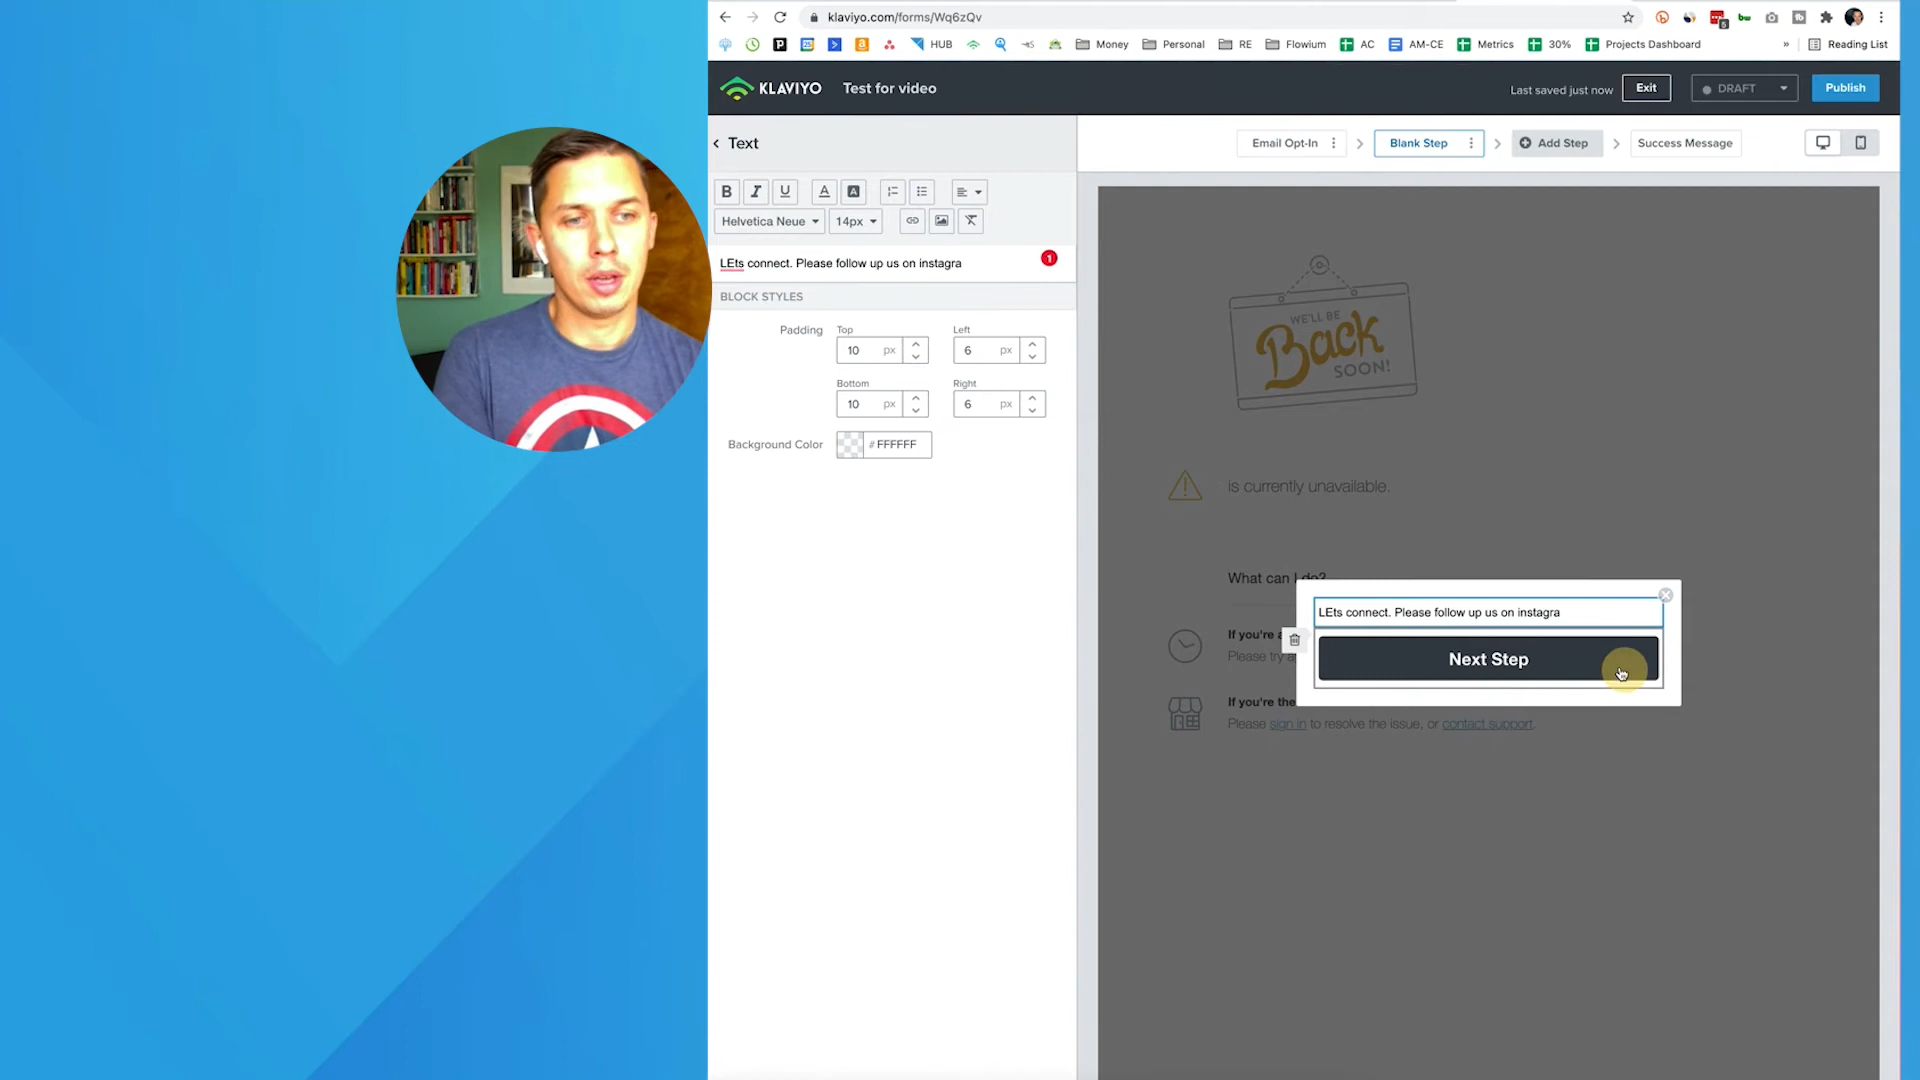 klaviyo.com/forms/Wq6zQv
5
HUB
Money
Personal
RE
Flowium
AC
AM-CE
Metrics
30%
Projects Dashboard
»
Reading List
KLAVIYO
Test for video
Last saved just now
Exit
DRAFT
Publish
Text
Email Opt-In
Blank Step
Add Step
Success Message
B I U A A
Helvetica Neue
14px
LEts connect. Please follow up us on instagra
1
BLOCK STYLES
Padding
Top
Left
10 px
6 px
Bottom
Right
10 px
6 px
Background Color
# FFFFFF
WE'LL BE
Back
SOON!
is currently unavailable.
What can I do?
LEts connect. Please follow up us on instagra
If you're a
Please try a
Next Step
If you're the
Please sign in to resolve the issue, or contact support.